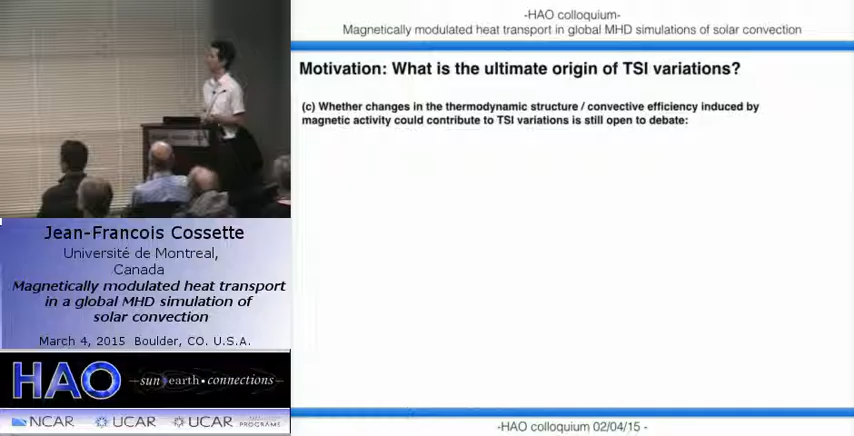 -HAO colloquium-
Magnetically modulated heat transport in global MHD simulations of solar convection
Motivation: What is the ultimate origin of TSI variations?
(c) Whether changes in the thermodynamic structure / convective efficiency induced by
magnetic activity could contribute to TSI variations is still open to debate:
Jean-Francois Cossette
Université de Montreal,
Canada
Magnetically modulated heat transport
in a global MHD simulation of
solar convection
March 4, 2015 Boulder, CO. U.S.A.
HAO
sun earth • connections
NCAR UCAR UCAR
PROGRAMS
-HAO colloquium 02/04/15 -